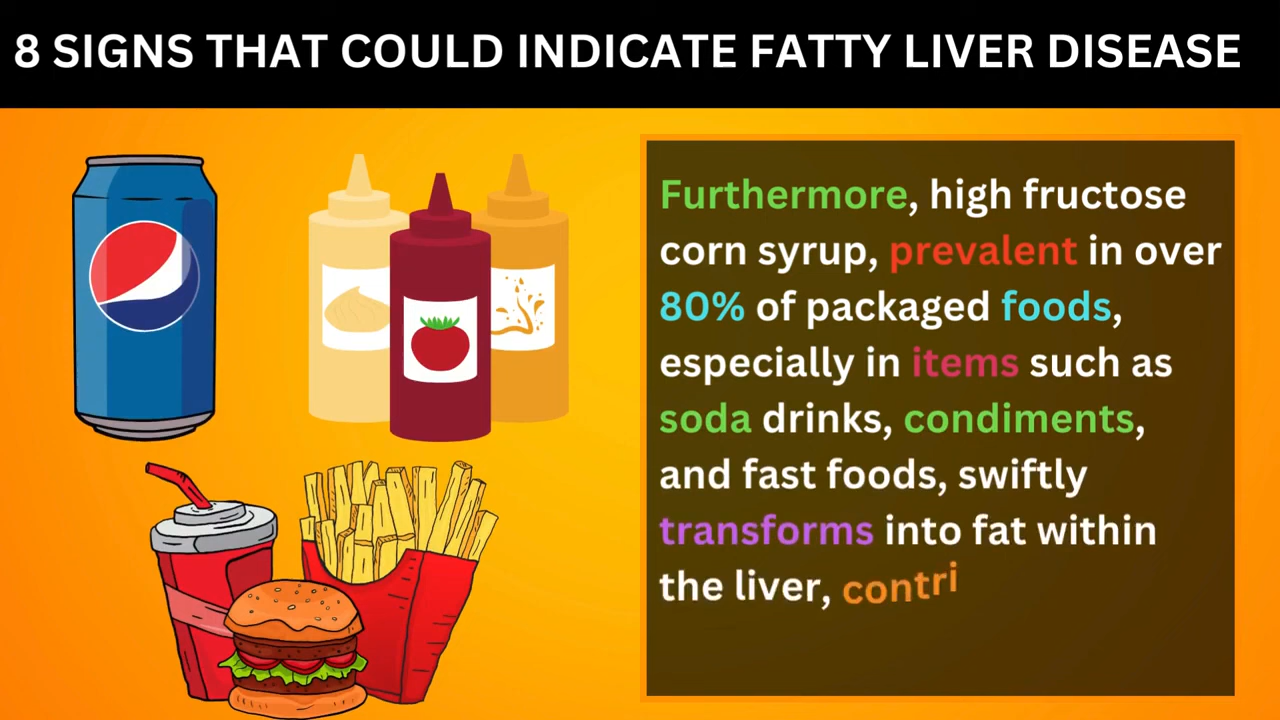 8 SIGNS THAT COULD INDICATE FATTY LIVER DISEASE
Furthermore, high fructose
corn syrup, prevalent in over
80% of packaged foods,
especially in items such as
soda drinks, condiments,
and fast foods, swiftly
transforms into fat within
the liver, contri